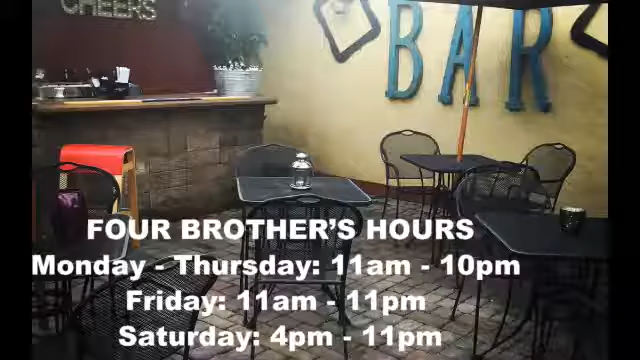 CHEERS
BAR
FOUR BROTHER'S HOURS
Monday - Thursday: 11am - 10pm
Friday: 11am - 11pm
Saturday: 4pm - 11pm